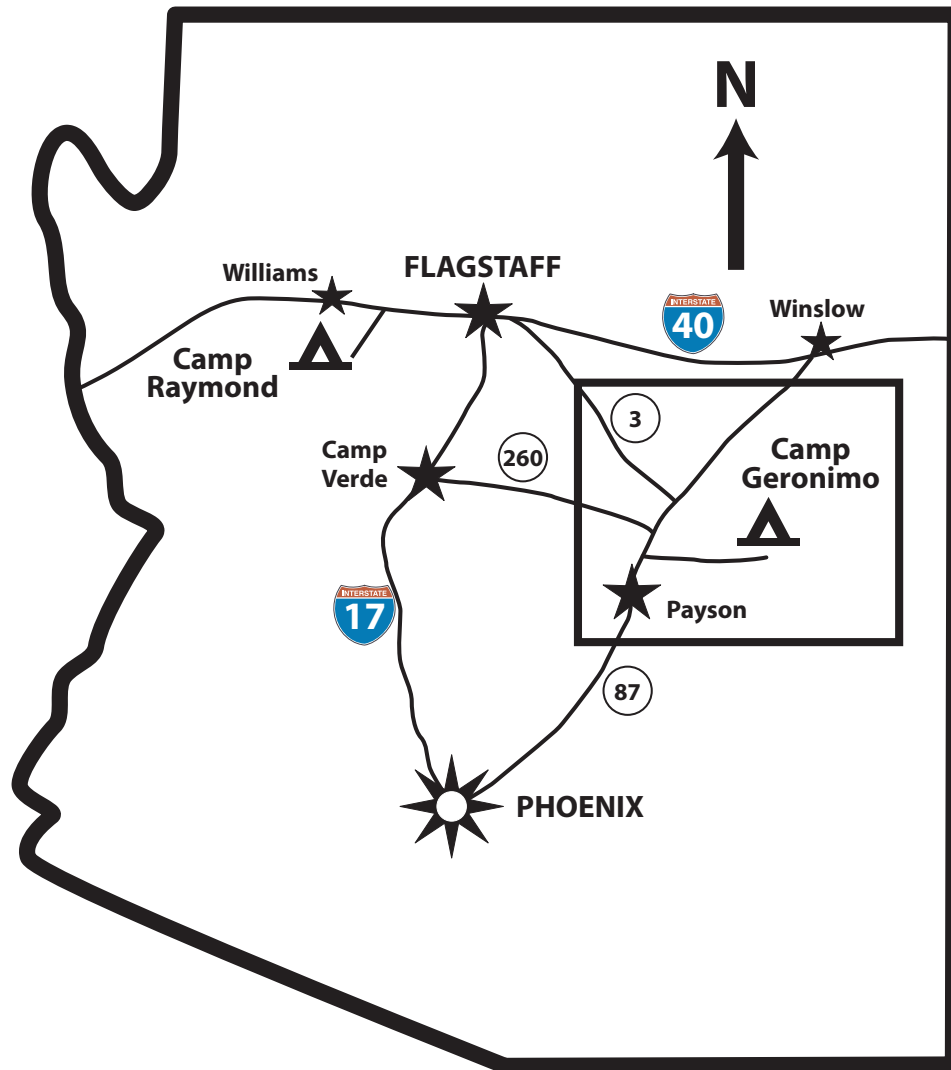 N
Williams
FLAGSTAFF
INTERSTATE
40
Winslow
Camp
Raymond
3
Camp
Verde
260
Camp
Geronimo
INTERSTATE
17
Payson
87
PHOENIX